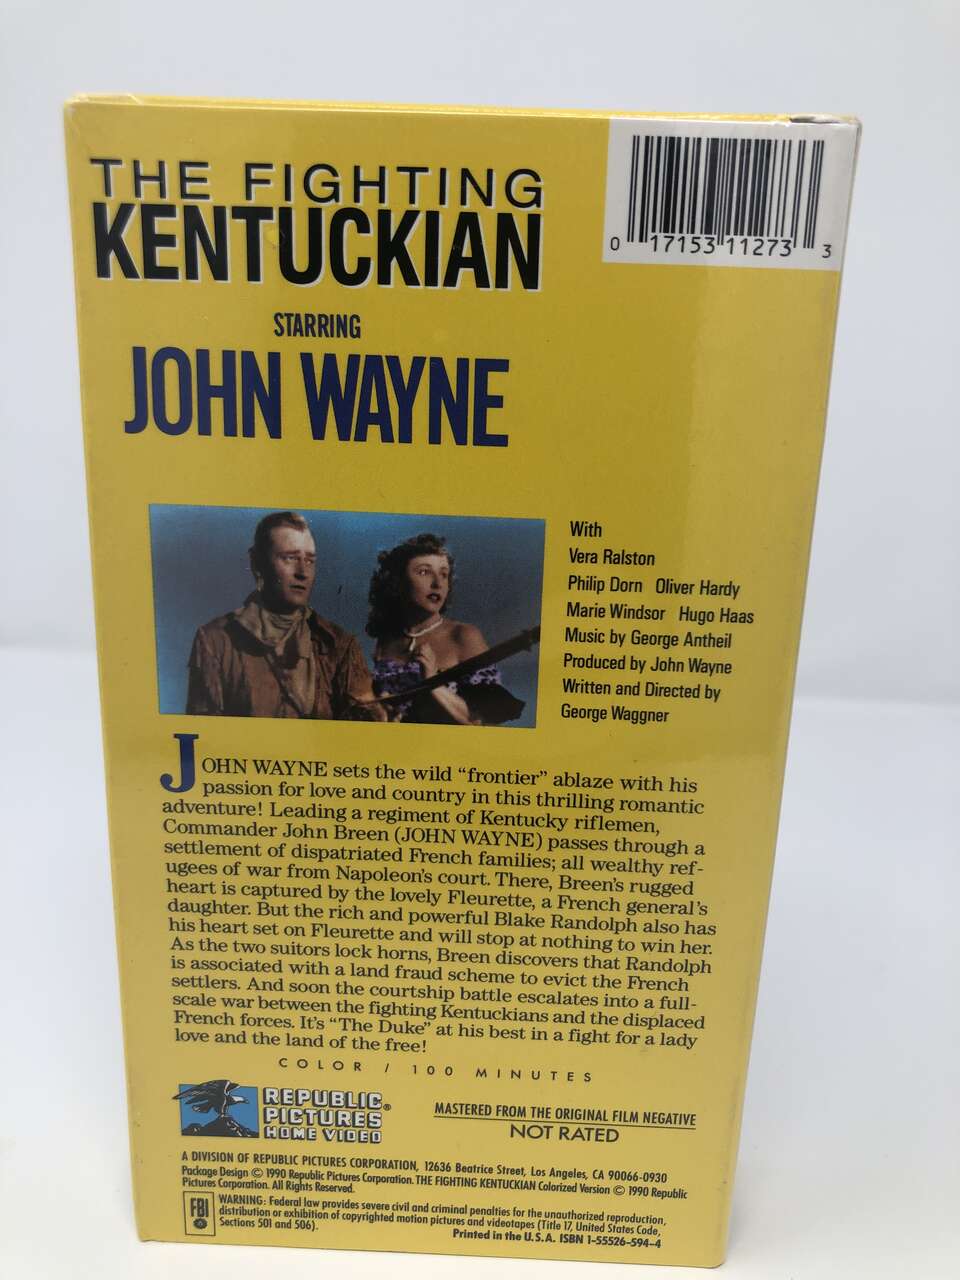 THE FIGHTING
KENTUCKIAN
0 17153 11273 3
STARRING
JOHN WAYNE
With
Vera Ralston
Philip Dorn Oliver Hardy
Marie Windsor Hugo Haas
Music by George Antheil
Produced by John Wayne
Written and Directed by
George Waggner
JOHN WAYNE sets the wild "frontier" ablaze with his
passion for love and country in this thrilling romantic
adventure! Leading a regiment of Kentucky riflemen,
Commander John Breen (JOHN WAYNE) passes through a
settlement of dispatriated French families; all wealthy ref-
ugees of war from Napoleon's court. There, Breen's rugged
heart is captured by the lovely Fleurette, a French general's
daughter. But the rich and powerful Blake Randolph also has
his heart set on Fleurette and will stop at nothing to win her.
As the two suitors lock horns, Breen discovers that Randolph
is associated with a land fraud scheme to evict the French
settlers. And soon the courtship battle escalates into a full-
scale war between the fighting Kentuckians and the displaced
French forces. It's "The Duke" at his best in a fight for a lady
love and the land of the free!
COLOR / 100 MINUTES
REPUBLIC
PICTURES®
HOME VIDEO
MASTERED FROM THE ORIGINAL FILM NEGATIVE
NOT RATED
A DIVISION OF REPUBLIC PICTURES CORPORATION, 12636 Beatrice Street, Los Angeles, CA 90066-0930
Package Design © 1990 Republic Pictures Corporation. THE FIGHTING KENTUCKIAN Colorized Version © 1990 Republic
Pictures Corporation. All Rights Reserved.
FBI
WARNING: Federal law provides severe civil and criminal penalties for the unauthorized reproduction,
distribution or exhibition of copyrighted motion pictures and videotapes (Title 17, United States Code,
Sections 501 and 506).
Printed in the U.S.A. ISBN 1-55526-594-4